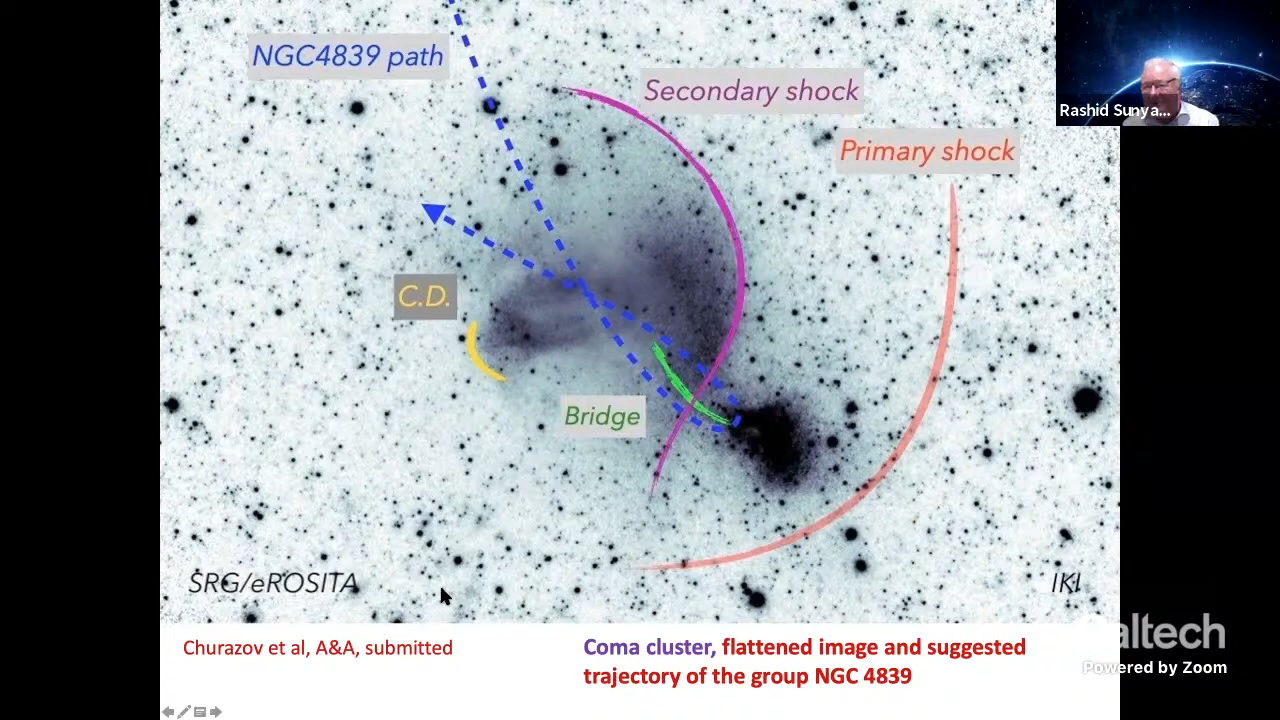 NGC4839 path
Secondary shock
Primary shock
Rashid Sunya...
C.D.
Bridge
SRG/eROSITA
IKI
Churazov et al, A&A, submitted
Coma cluster, flattened image and suggested
trajectory of the group NGC 4839
altech
Powered by Zoom